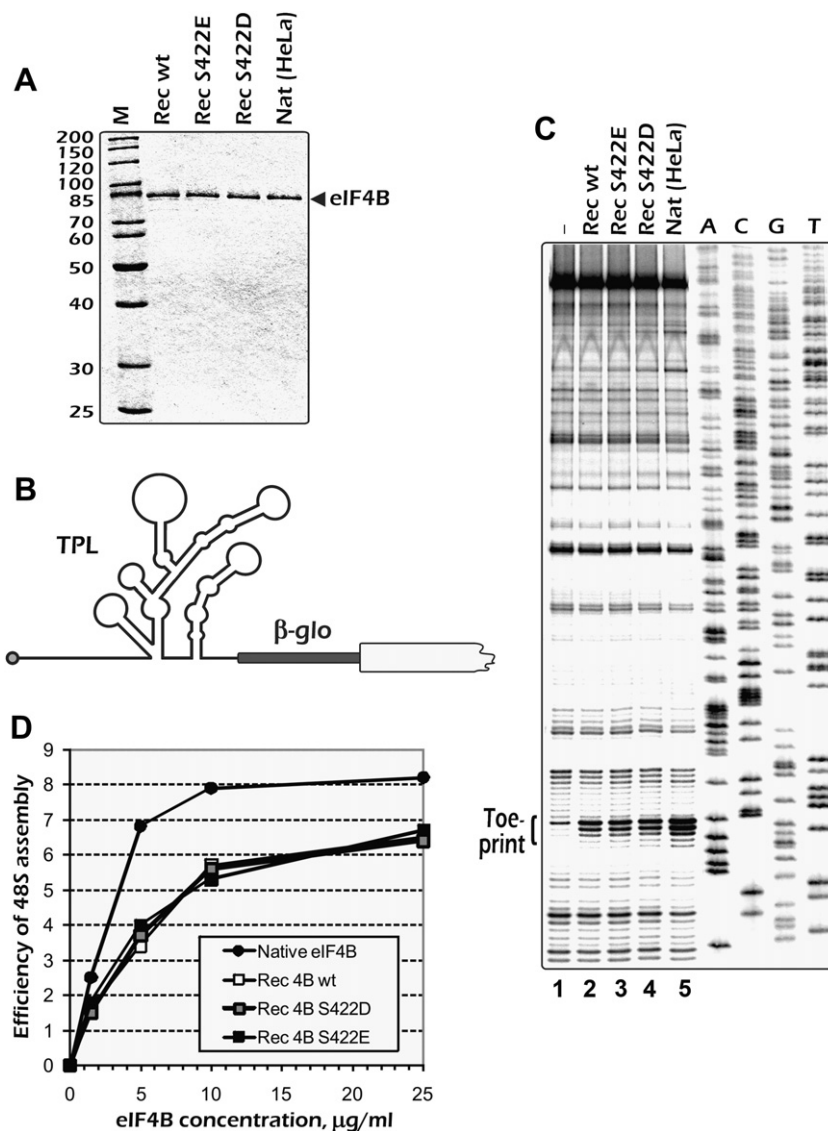 A
M
Rec wt
Rec S422E
Rec S422D
Nat (HeLa)
200
150
120
100
85
70
60
50
40
30
25
eIF4B
B
TPL
β-glo
C
–
Rec wt
Rec S422E
Rec S422D
Nat (HeLa)
A C G T
Toe-
print
1 2 3 4 5
D
Efficiency of 48S assembly
9
8
7
6
5
4
3
2
1
0
Native eIF4B
Rec 4B wt
Rec 4B S422D
Rec 4B S422E
0 5 10 15 20 25
eIF4B concentration, μg/ml